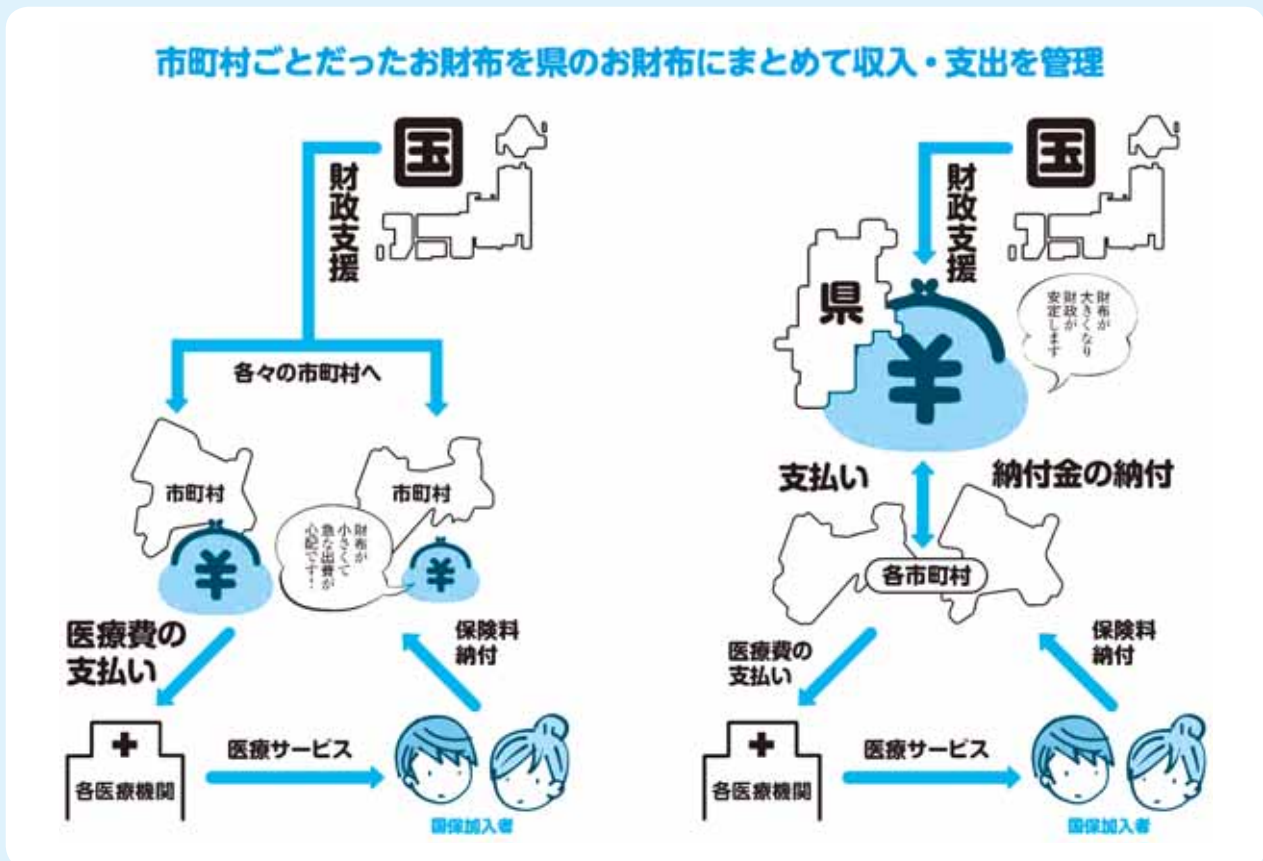 市町村ごとだったお財布を県のお財布にまとめて収入・支出を管理
国
財政支援
各々の市町村へ
市町村
市町村
財布が
小さくて
急な出費が
心配です!
医療費の
支払い
保険料
納付
各医療機関
医療サービス
国保加入者
国
財政支援
県
¥
財布が
大きくなり
財政が
安定します
支払い
納付金の納付
各市町村
医療費の
支払い
保険料
納付
各医療機関
医療サービス
国保加入者